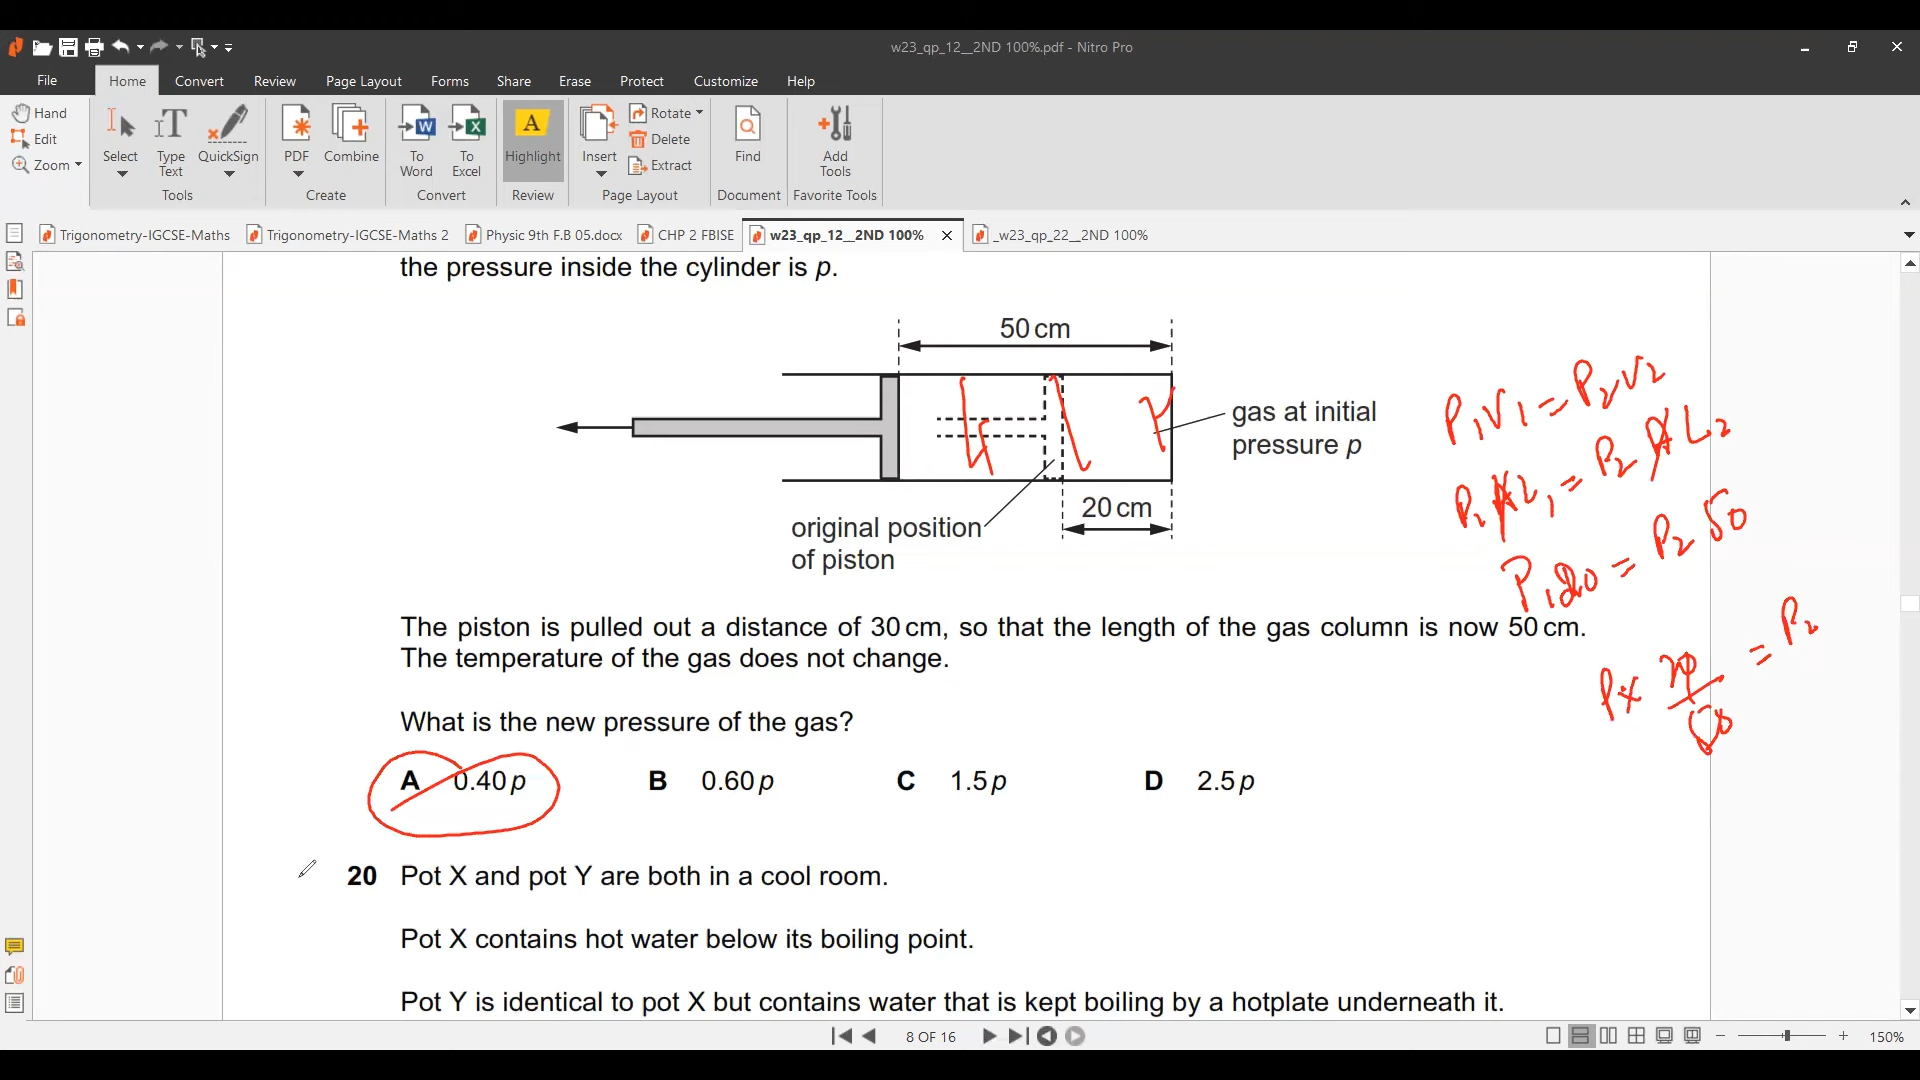 w23_qp_12__2ND 100%.pdf - Nitro Pro
File Home Convert Review Page Layout Forms Share Erase Protect Customize Help
Hand
Edit
Zoom
Select
Type Text
QuickSign
PDF
Combine
To Word
To Excel
Highlight
Insert
Rotate
Delete
Extract
Find
Add Tools
Tools Create Convert Review Page Layout Document Favorite Tools
Trigonometry-IGCSE-Maths Trigonometry-IGCSE-Maths 2 Physic 9th F.B 05.docx CHP 2 FBISE w23_qp_12__2ND 100% _w23_qp_22__2ND 100%
the pressure inside the cylinder is p.
50 cm
gas at initial
pressure p
20 cm
original position
of piston
P₁V₁ = P₂V₂
P₁AL₁ = P₂AL₂
P₁20 = P₂50
P× 20/50 = P₂
The piston is pulled out a distance of 30 cm, so that the length of the gas column is now 50 cm.
The temperature of the gas does not change.
What is the new pressure of the gas?
A 0.40 p B 0.60 p C 1.5 p D 2.5 p
20 Pot X and pot Y are both in a cool room.
Pot X contains hot water below its boiling point.
Pot Y is identical to pot X but contains water that is kept boiling by a hotplate underneath it.
8 OF 16
150%